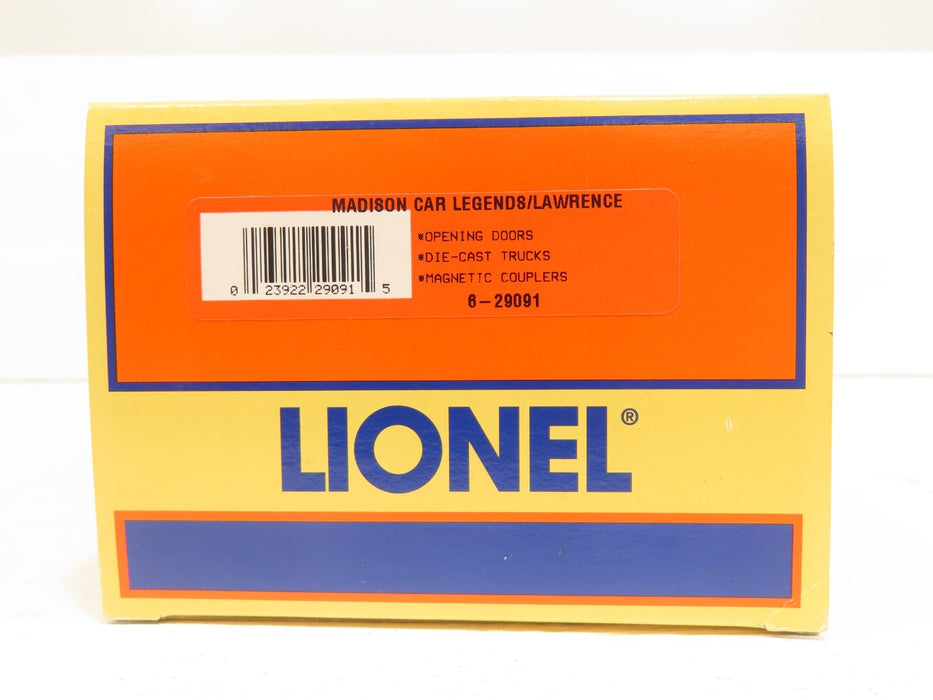 MADISON CAR LEGENDS/LAWRENCE
*OPENING DOORS
*DIE-CAST TRUCKS
*MAGNETIC COUPLERS
6-29091
0 23922 29091 5
LIONEL®